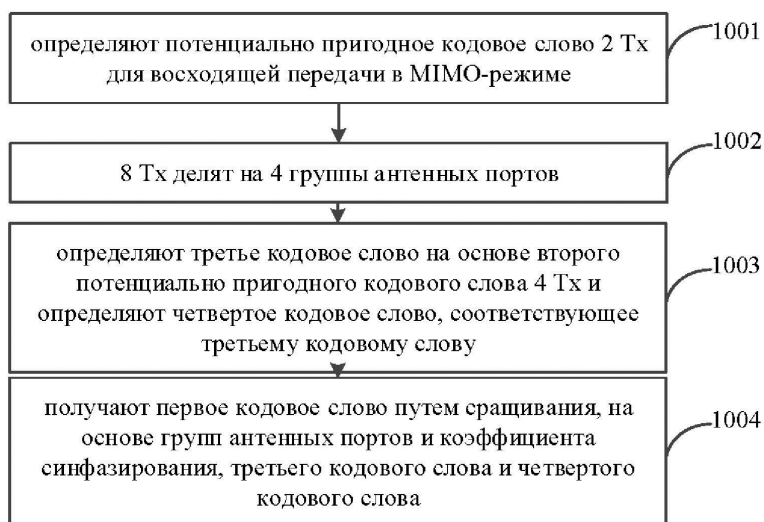 определяют потенциально пригодное кодовое слово 2 Tx
для восходящей передачи в MIMO-режиме
1001
8 Tx делят на 4 группы антенных портов
1002
определяют третье кодовое слово на основе второго
потенциально пригодного кодового слова 4 Tx и
определяют четвертое кодовое слово, соответствующее
третьему кодовому слову
1003
получают первое кодовое слово путем сращивания, на
основе групп антенных портов и коэффициента
синфазирования, третьего кодового слова и четвертого
кодового слова
1004